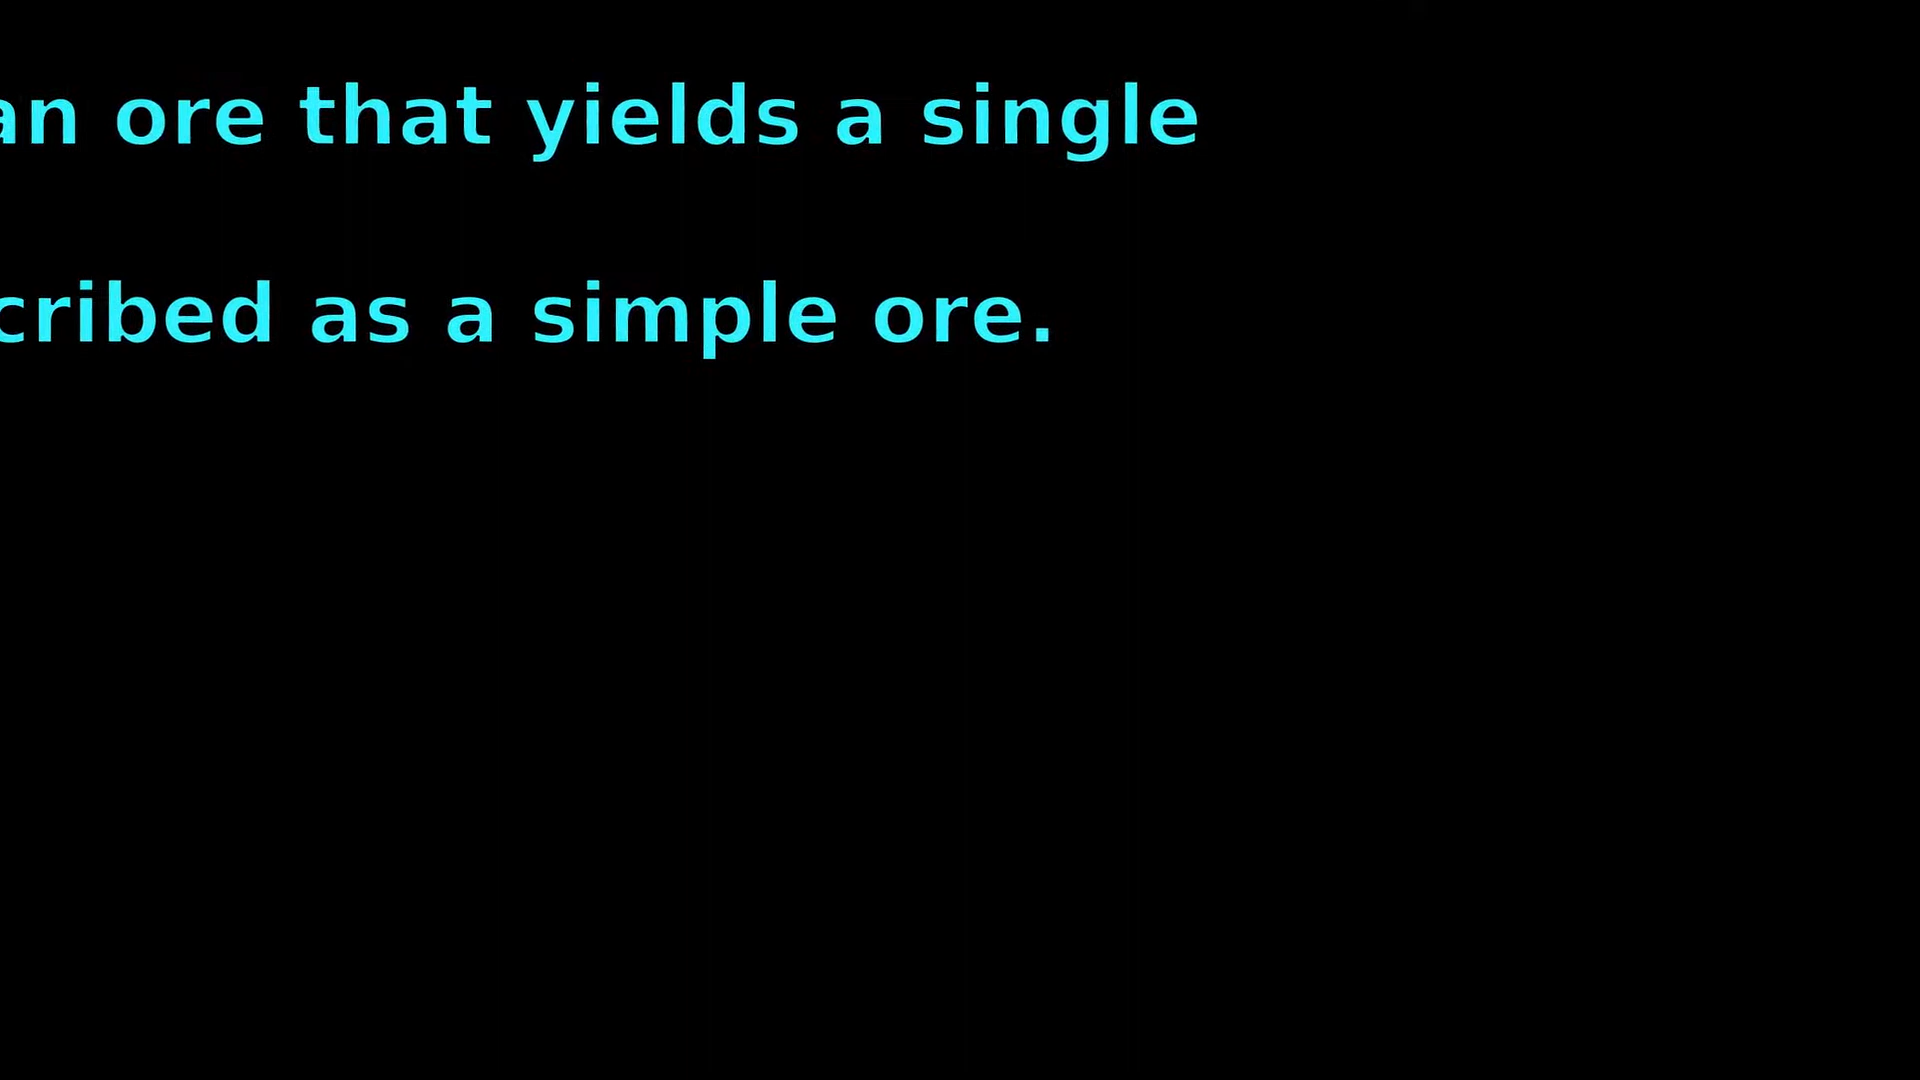 an ore that yields a single
cribed as a simple ore.